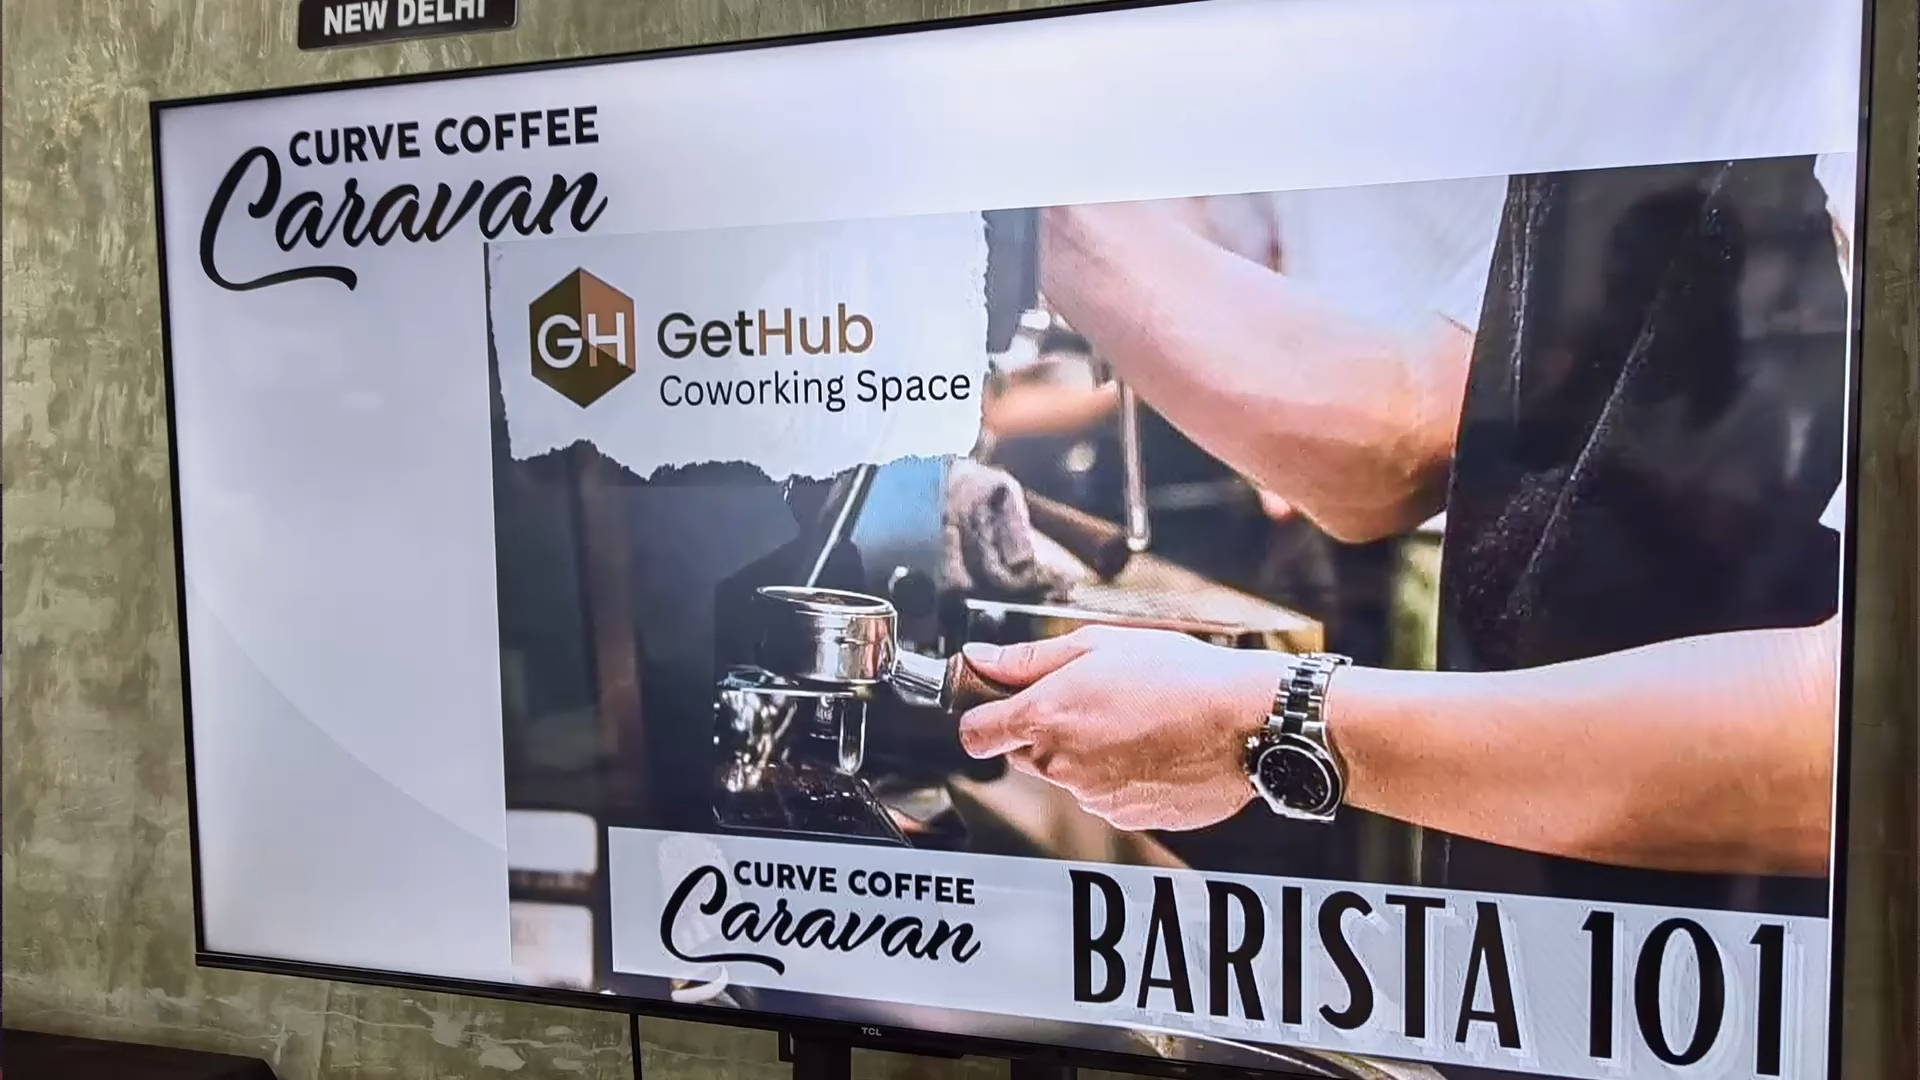 NEW DELHI
CURVE COFFEE
Caravan
GH
GetHub
Coworking Space
CURVE COFFEE
Caravan
BARISTA 101
TCL